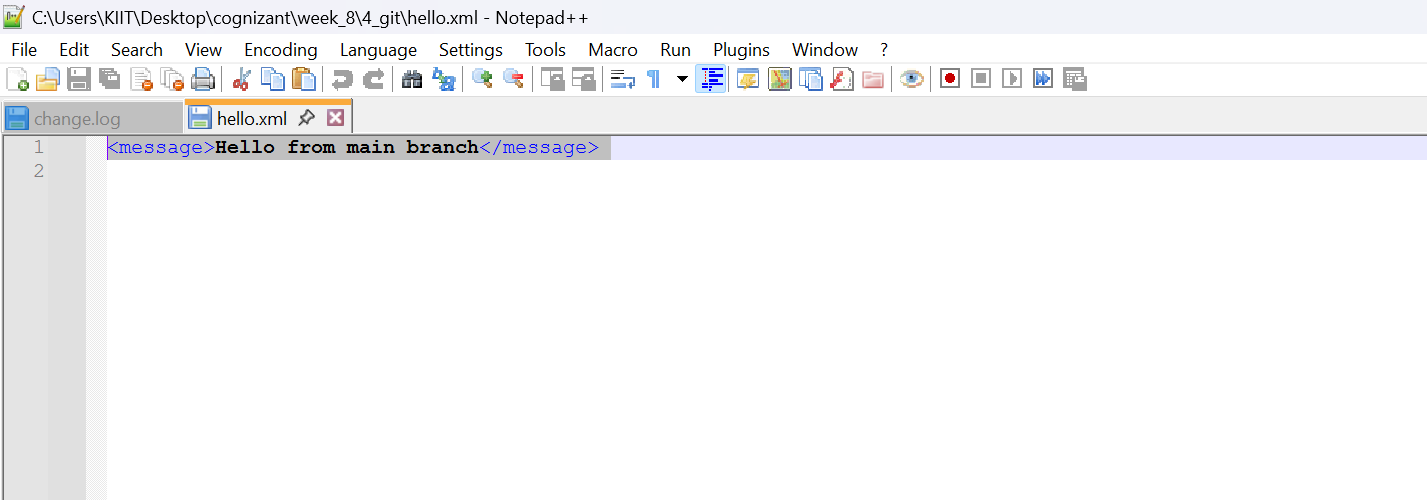 C:\Users\KIIT\Desktop\cognizant\week_8\4_git\hello.xml - Notepad++
File Edit Search View Encoding Language Settings Tools Macro Run Plugins Window ?
change.log hello.xml
1 <message>Hello from main branch</message>
2